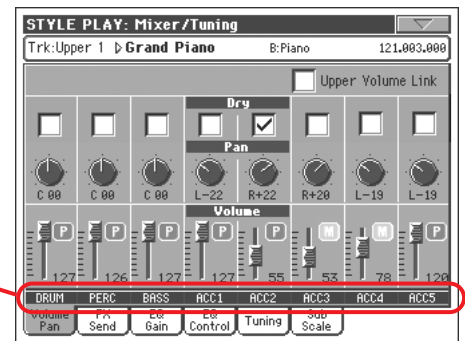 STYLE PLAY: Mixer/Tuning
Trk:Upper 1 Grand Piano B:Piano 121.003.000
Upper Volume Link
Dry
Pan
C 00 C 00 C 00 L-22 R+22 R+20 L-19 L-19
Volume
P P P P P M M P
127 126 127 127 55 53 78 120
DRUM PERC BASS ACC1 ACC2 ACC3 ACC4 ACC5
Volume FX EQ EQ Tuning Sub
Pan Send Gain Control Scale